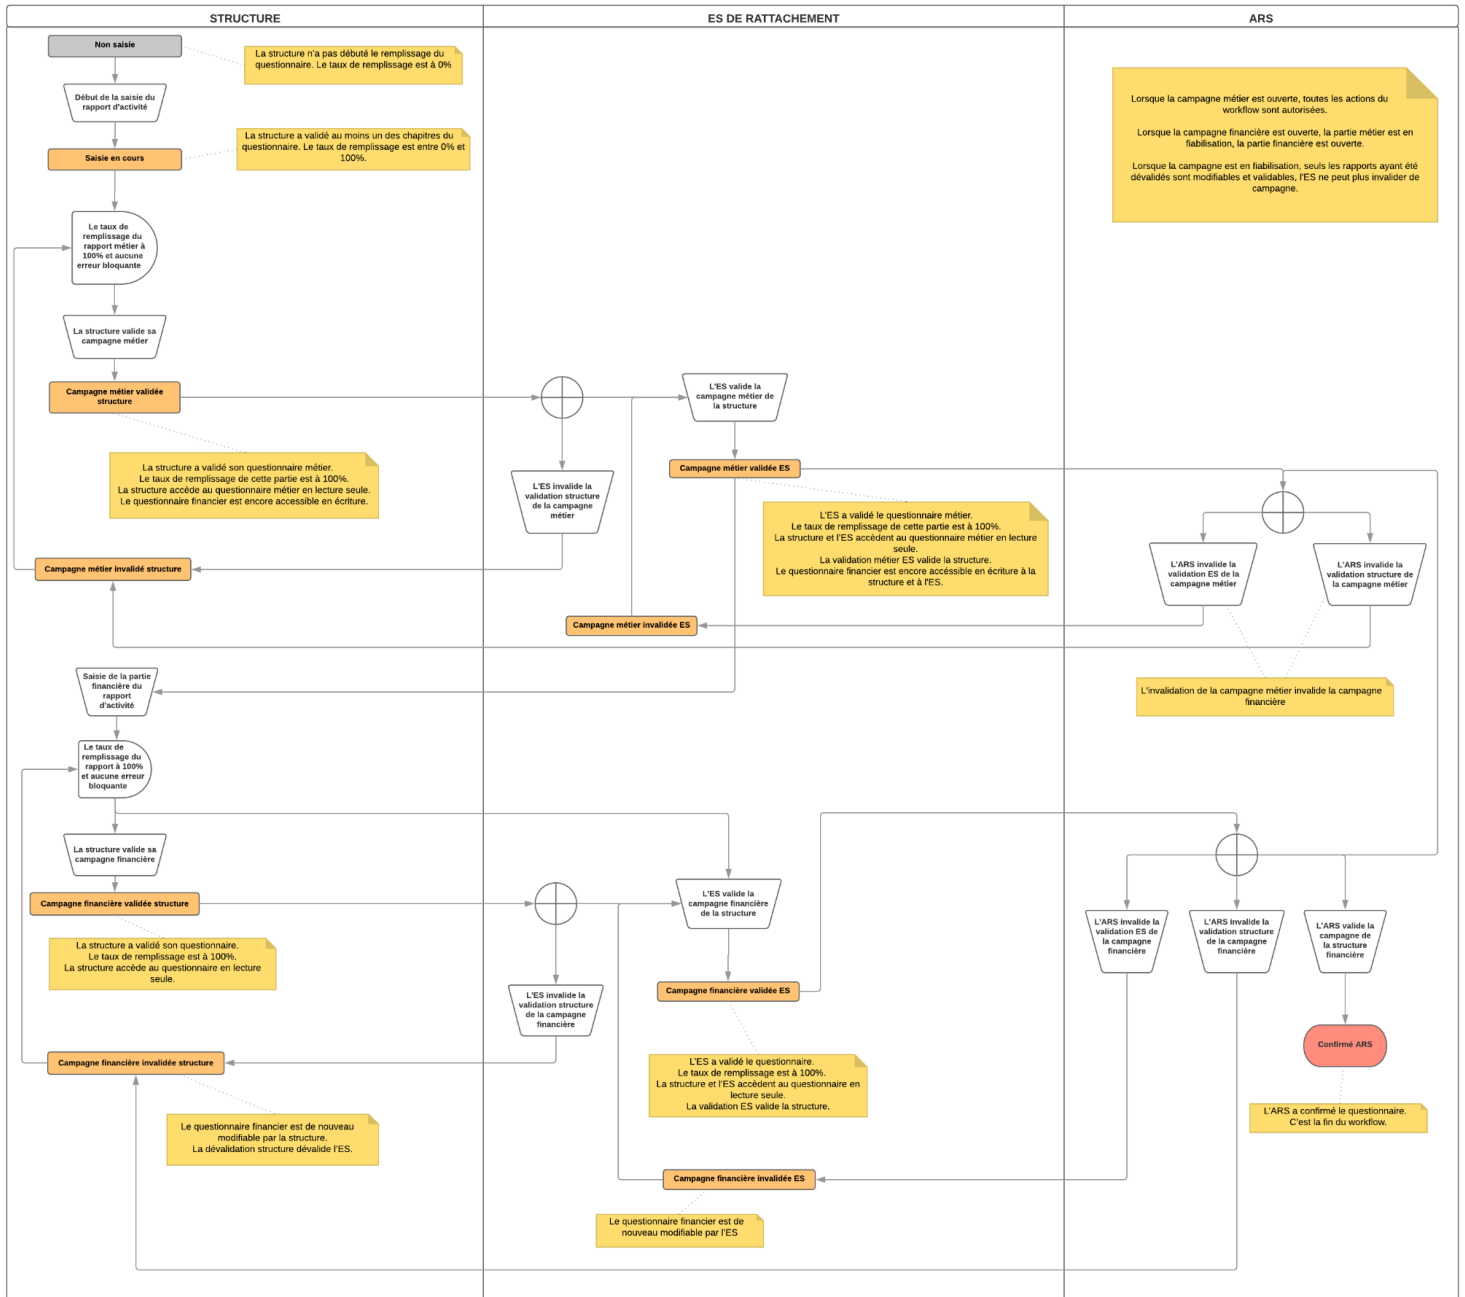 STRUCTURE
ES DE RATTACHEMENT
ARS
Non saisie
La structure n'a pas débuté le remplissage du
questionnaire. Le taux de remplissage est à 0%
Début de la saisie du
rapport d'activité
Saisie en cours
La structure a validé au moins un des chapitres du
questionnaire. Le taux de remplissage est entre 0% et
100%.
Lorsque la campagne métier est ouverte, toutes les actions du
workflow sont autorisées.
Lorsque la campagne financière est ouverte, la partie métier est en
fiabilisation, la partie financière est ouverte.
Lorsque la campagne est en fiabilisation, seuls les rapports ayant été
dévalidés sont modifiables et validables, l'ES ne peut plus invalider de
campagne.
Le taux de
remplissage du
rapport métier à
100% et aucune
erreur bloquante
La structure valide sa
campagne métier
Campagne métier validée
structure
L'ES valide la
campagne métier de
la structure
La structure a validé son questionnaire métier.
Le taux de remplissage de cette partie est à 100%.
La structure accède au questionnaire métier en lecture seule.
Le questionnaire financier est encore accessible en écriture.
L'ES invalide la
validation structure
de la campagne
métier
Campagne métier validée ES
L'ES a validé le questionnaire métier.
Le taux de remplissage de cette partie est à 100%.
La structure et l'ES accèdent au questionnaire métier en lecture
seule.
La validation métier ES valide la structure.
Le questionnaire financier est encore accéssible en écriture à la
structure et à l'ES.
L'ARS invalide la
validation ES de la
campagne métier
L'ARS invalide la
validation structure de
la campagne métier
Campagne métier invalidé structure
Campagne métier invalidée ES
L'invalidation de la campagne métier invalide la campagne
financière
Saisie de la partie
financière du
rapport
d'activité
Le taux de
remplissage du
rapport à 100%
et aucune erreur
bloquante
La structure valide sa
campagne financière
Campagne financière validée structure
La structure a validé son questionnaire.
Le taux de remplissage est à 100%.
La structure accède au questionnaire en lecture
seule.
L'ES valide la
campagne financière
de la structure
L'ES invalide la
validation structure
de la campagne
financière
Campagne financière validée ES
L'ES a validé le questionnaire.
Le taux de remplissage est à 100%.
La structure et l'ES accèdent au questionnaire en
lecture seule.
La validation ES valide la structure.
L'ARS invalide la
validation ES de
la campagne
financière
L'ARS invalide la
validation structure
de la campagne
financière
L'ARS valide la
campagne de
la structure
financière
Confirmé ARS
L'ARS a confirmé le questionnaire.
C'est la fin du workflow.
Campagne financière invalidée structure
Le questionnaire financier est de nouveau
modifiable par la structure.
La dévalidation structure dévalide l'ES.
Campagne financière invalidée ES
Le questionnaire financier est de
nouveau modifiable par l'ES